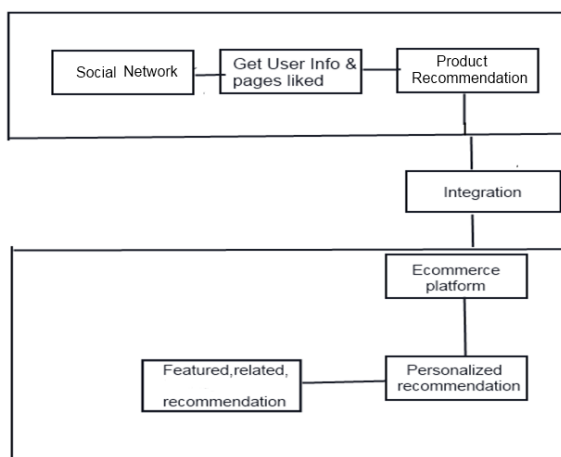 Social Network
Get User Info &
pages liked
Product
Recommendation
Integration
Ecommerce
platform
Personalized
recommendation
Featured,related,
recommendation